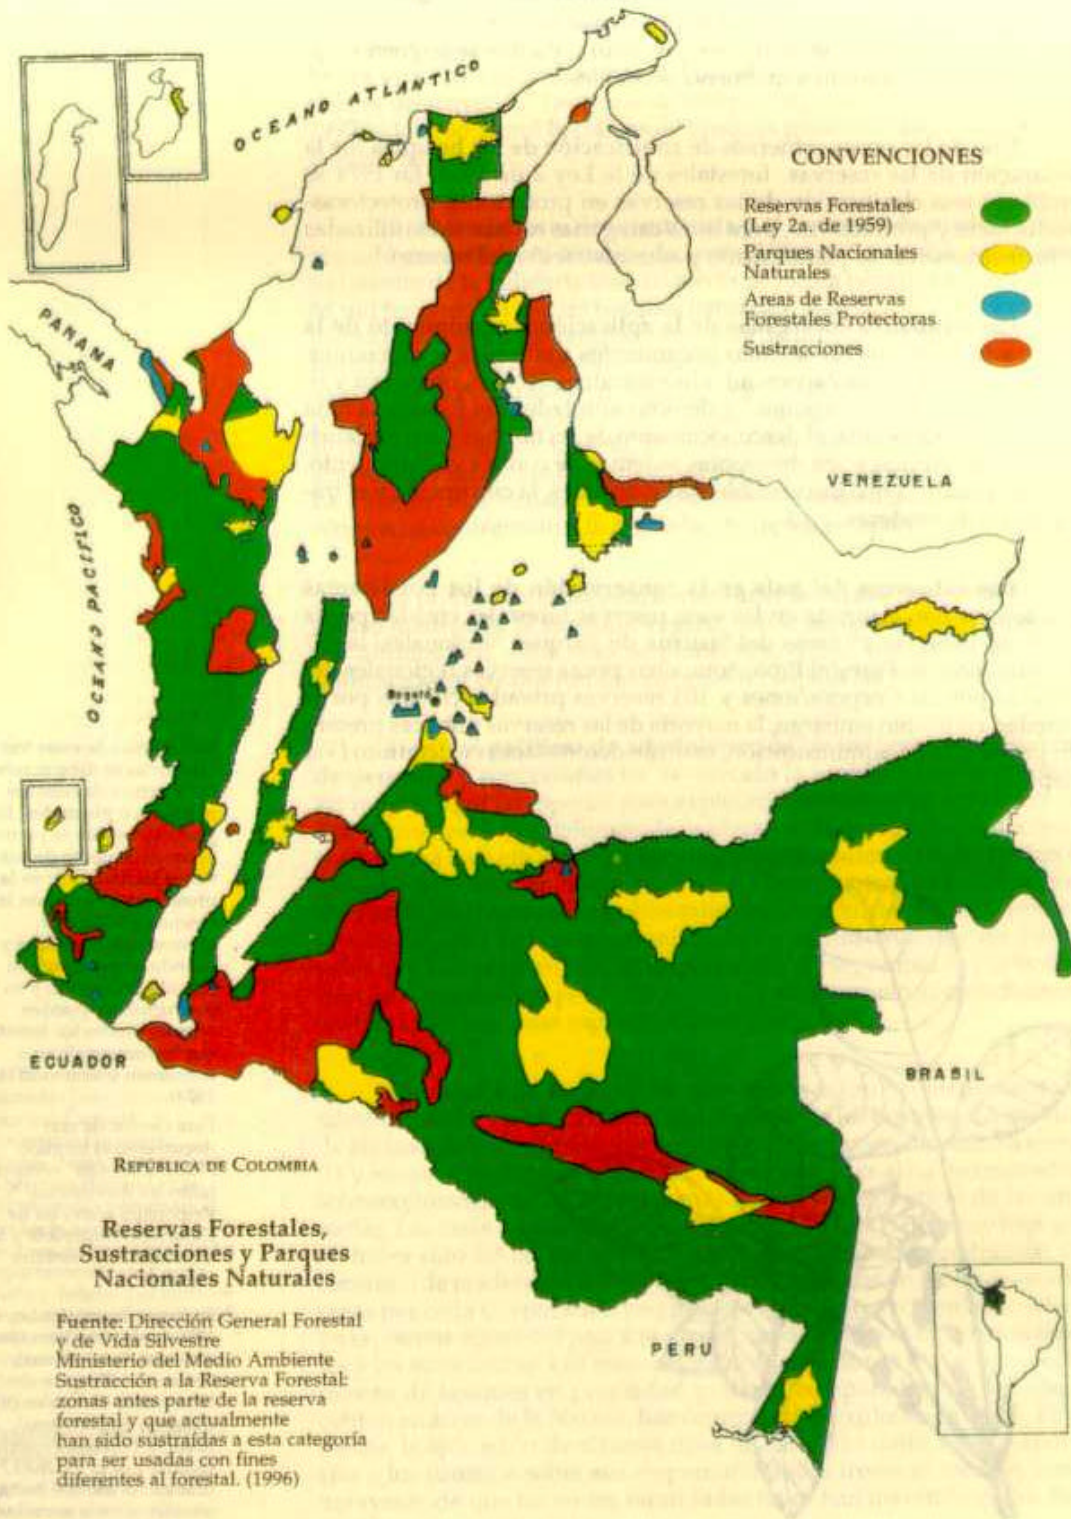 OCEANO ATLANTICO
CONVENCIONES
Reservas Forestales
(Ley 2a. de 1959)
Parques Nacionales
Naturales
Areas de Reservas
Forestales Protectoras
Sustracciones
PANAMA
VENEZUELA
OCEANO PACIFICO
Bogotá
ECUADOR
BRASIL
REPÚBLICA DE COLOMBIA
Reservas Forestales,
Sustracciones y Parques
Nacionales Naturales
Fuente: Dirección General Forestal
y de Vida Silvestre
Ministerio del Medio Ambiente
Sustracción a la Reserva Forestal:
zonas antes parte de la reserva
forestal y que actualmente
han sido sustraídas a esta categoría
para ser usadas con fines
diferentes al forestal. (1996)
PERU